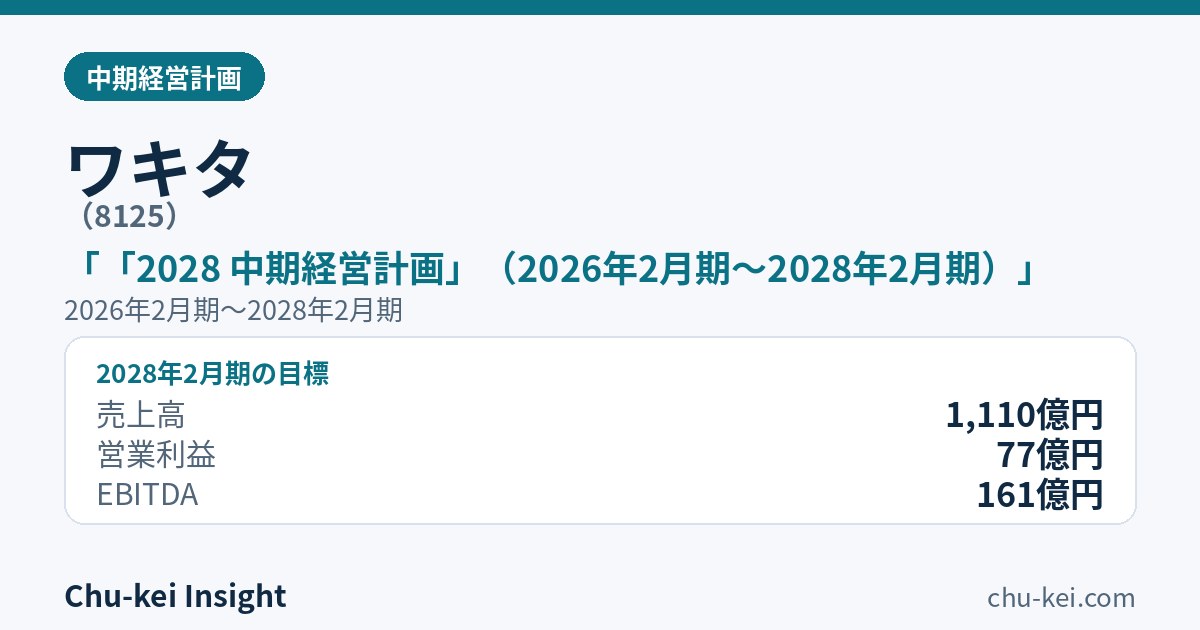 中期経営計画
ワキタ
（8125）
「「2028 中期経営計画」（2026年2月期～2028年2月期）」
2026年2月期～2028年2月期
2028年2月期の目標
売上高 1,110億円
営業利益 77億円
EBITDA 161億円
Chu-kei Insight chu-kei.com